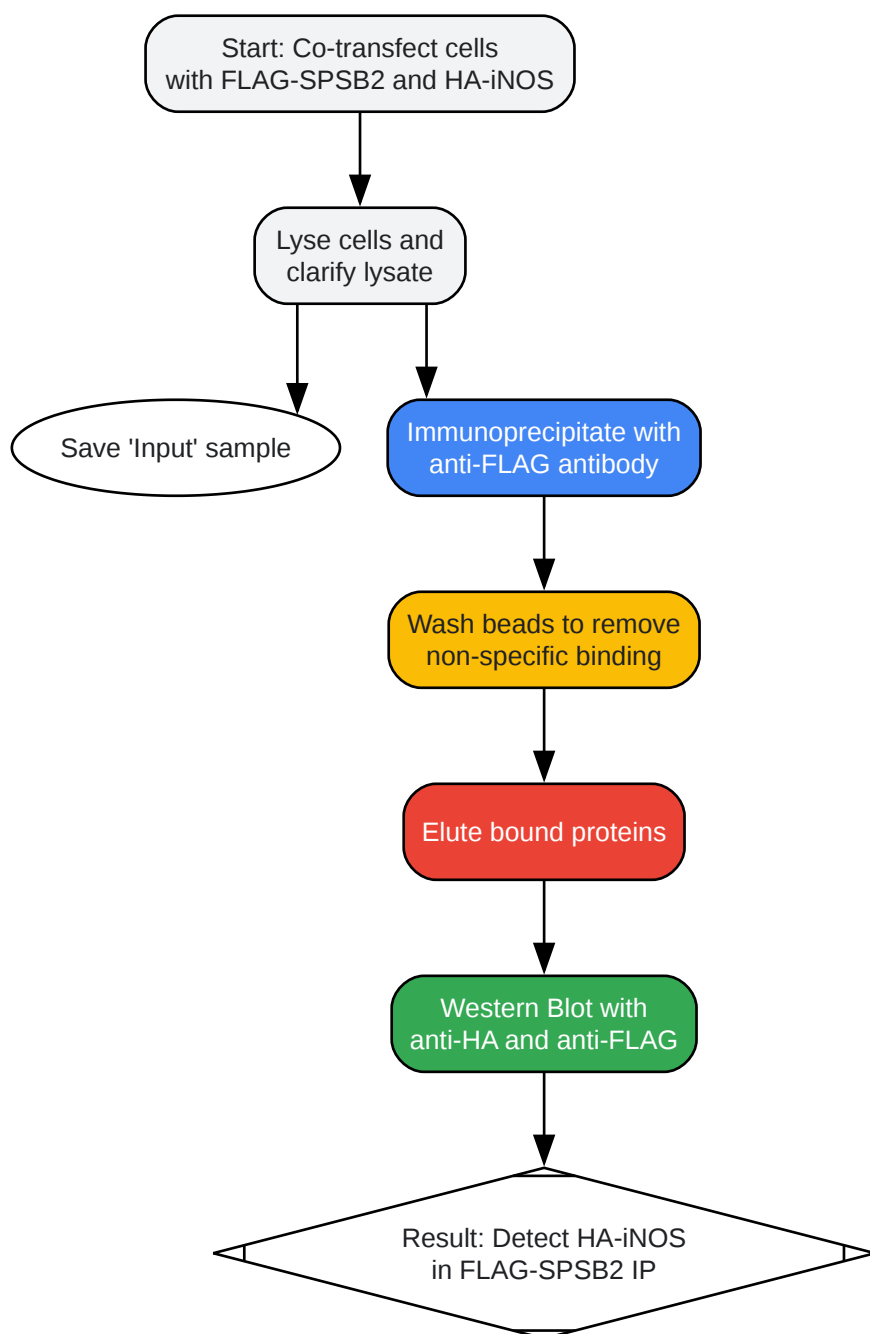 Start: Co-transfect cells
with FLAG-SPSB2 and HA-iNOS
Lyse cells and
clarify lysate
Save 'Input' sample
Immunoprecipitate with
anti-FLAG antibody
Wash beads to remove
non-specific binding
Elute bound proteins
Western Blot with
anti-HA and anti-FLAG
Result: Detect HA-iNOS
in FLAG-SPSB2 IP